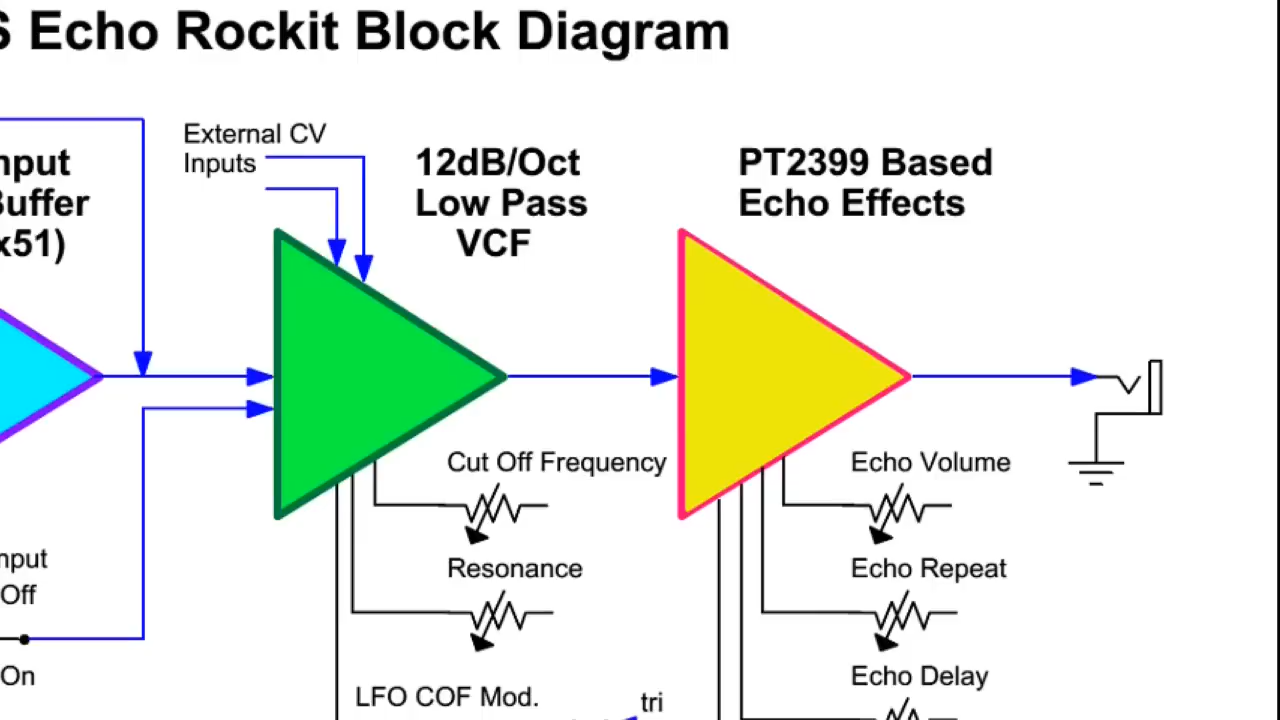 S Echo Rockit Block Diagram
External CV
Inputs
nput
Buffer
x51)
12dB/Oct
Low Pass
VCF
PT2399 Based
Echo Effects
Cut Off Frequency
Echo Volume
Resonance
Echo Repeat
nput
Off
On
LFO COF Mod.
tri
Echo Delay